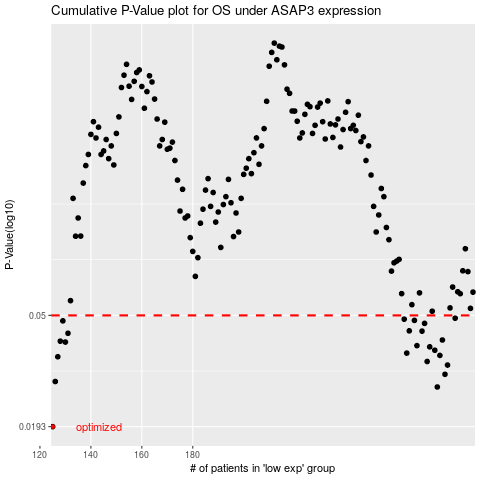 Cumulative P-Value plot for OS under ASAP3 expression
P-Value(log10)
0.05
0.0193
optimized
120 140 160 180
# of patients in 'low exp' group